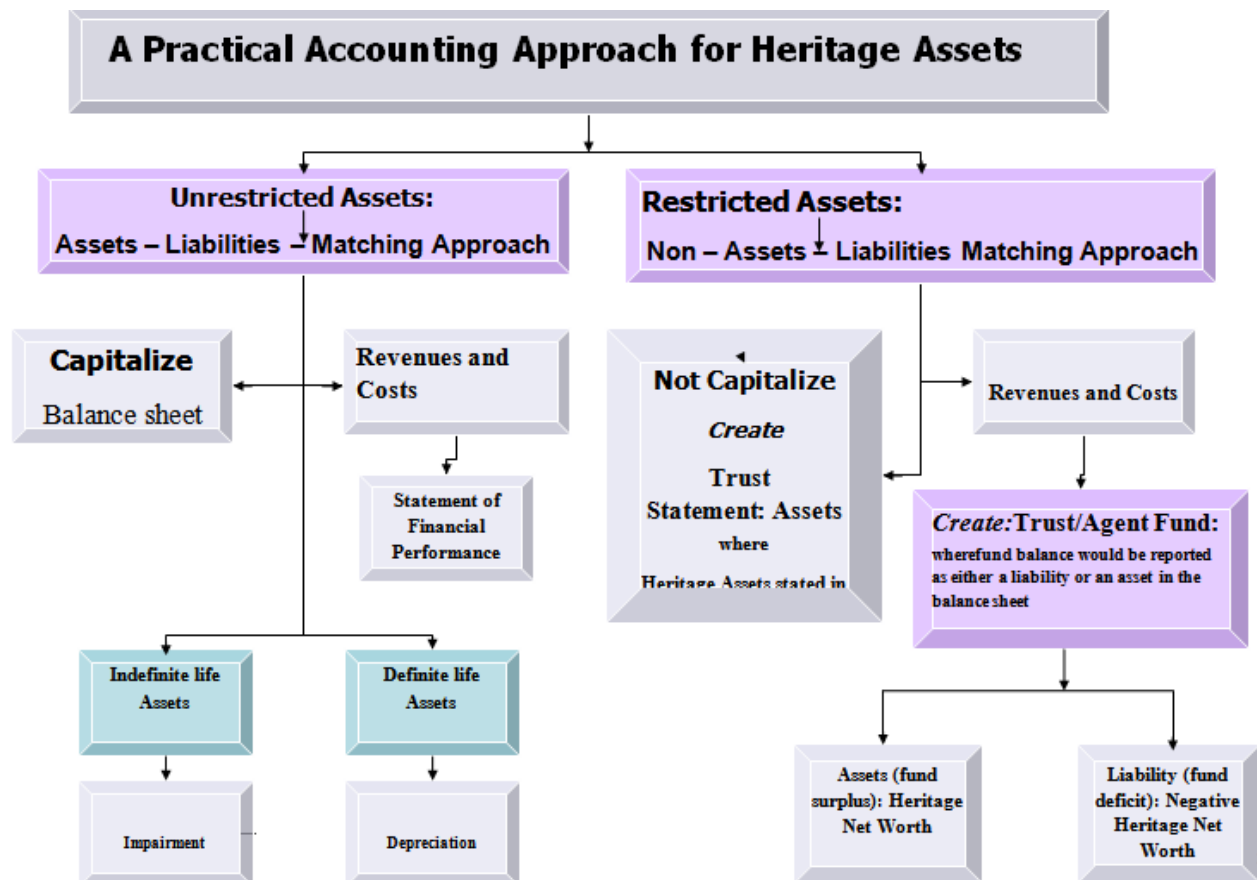 A Practical Accounting Approach for Heritage Assets
Unrestricted Assets:
Assets – Liabilities – Matching Approach
Restricted Assets:
Non – Assets – Liabilities Matching Approach
Capitalize
Balance sheet
Revenues and
Costs
Statement of
Financial
Performance
Not Capitalize
Create
Trust
Statement: Assets
where
Heritage Assets stated in
Revenues and Costs
Create:Trust/Agent Fund:
wherefund balance would be reported
as either a liability or an asset in the
balance sheet
Indefinite life
Assets
Definite life
Assets
Impairment
Depreciation
Assets (fund
surplus): Heritage
Net Worth
Liability (fund
deficit): Negative
Heritage Net
Worth